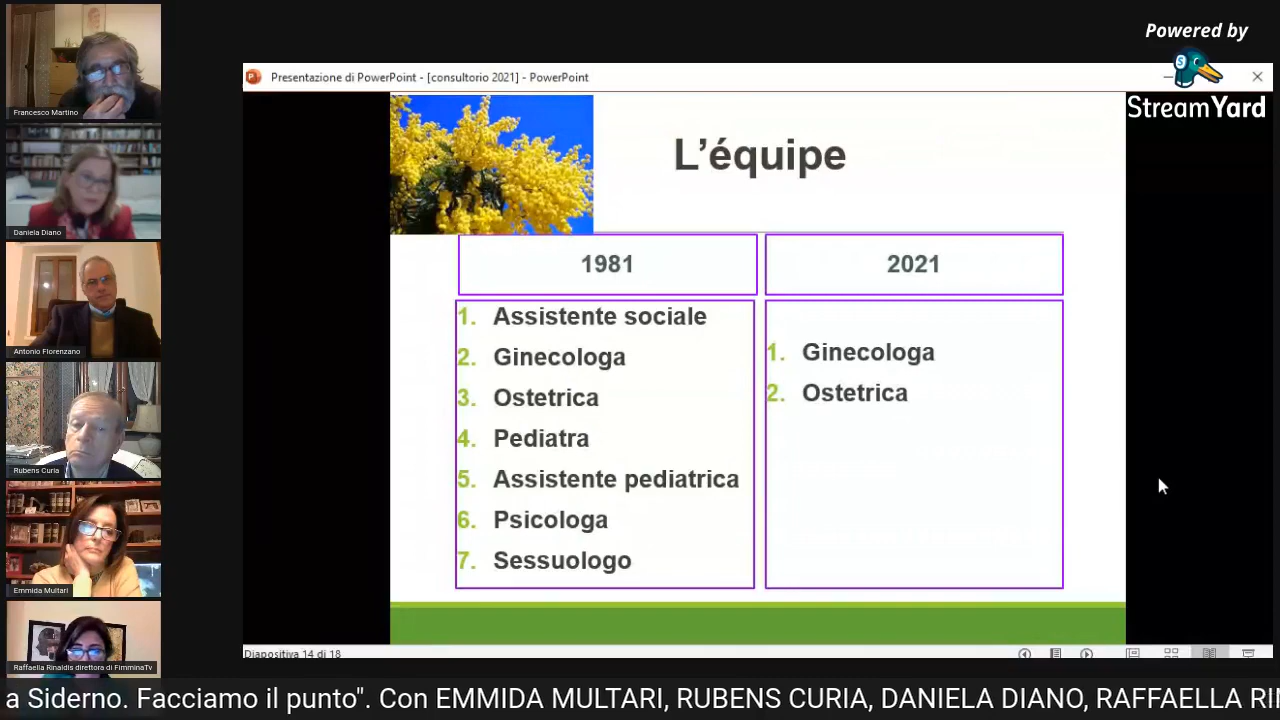 Francesco Martino
Daniela Diano
Antonio Florenzano
Rubens Curia
Emmida Multari
Raffaella Rinaldis direttora di FimminaTv
Powered by
S
StreamYard
Presentazione di PowerPoint - [consultorio 2021] - PowerPoint
L'équipe
1981
1. Assistente sociale
2. Ginecologa
3. Ostetrica
4. Pediatra
5. Assistente pediatrica
6. Psicologa
7. Sessuologo
2021
1. Ginecologa
2. Ostetrica
Diapositiva 14 di 18
a Siderno. Facciamo il punto". Con EMMIDA MULTARI, RUBENS CURIA, DANIELA DIANO, RAFFAELLA RI